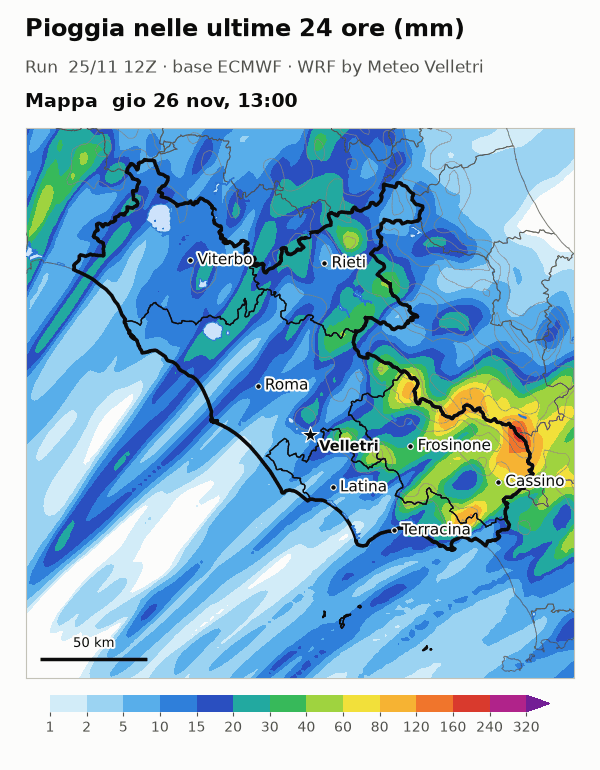 Pioggia nelle ultime 24 ore (mm)
Run  25/11 12Z · base ECMWF · WRF by Meteo Velletri
Mappa  gio 26 nov, 13:00
Viterbo
Rieti
Roma
Velletri
Frosinone
Cassino
Latina
Terracina
50 km
1 2 5 10 15 20 30 40 60 80 120 160 240 320